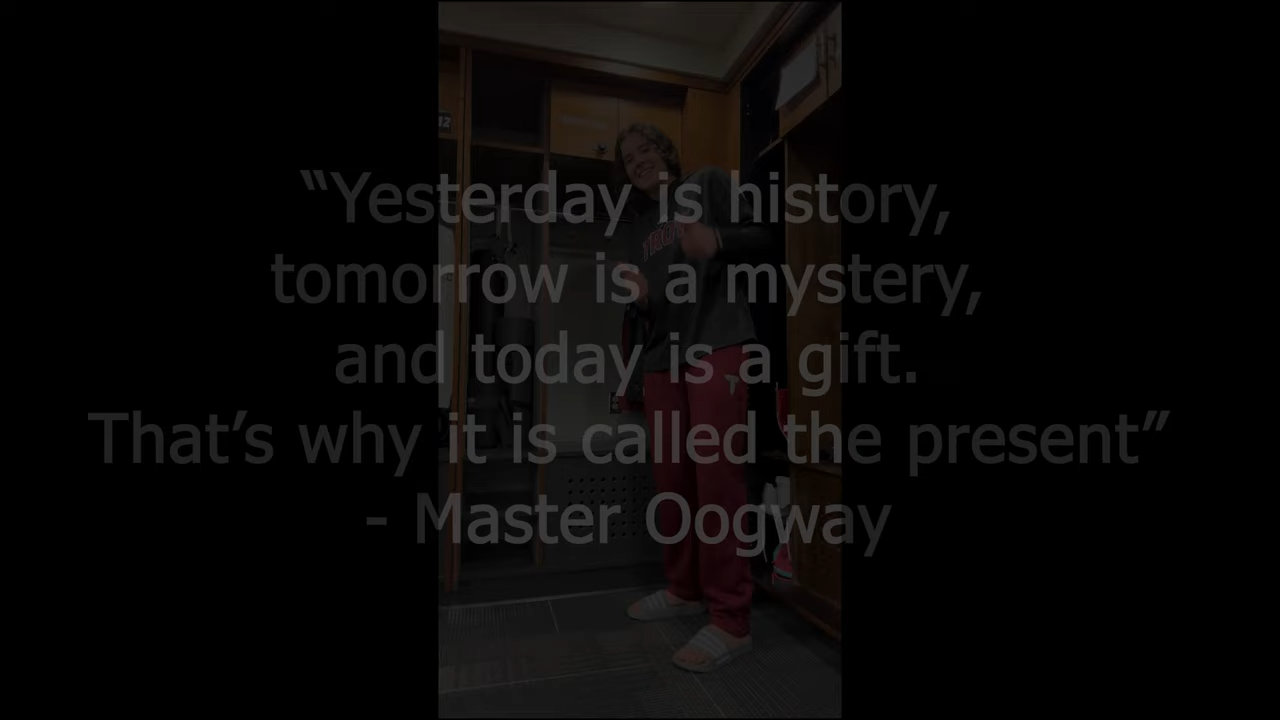 “Yesterday is history,
tomorrow is a mystery,
and today is a gift.
That’s why it is called the present”
- Master Oogway